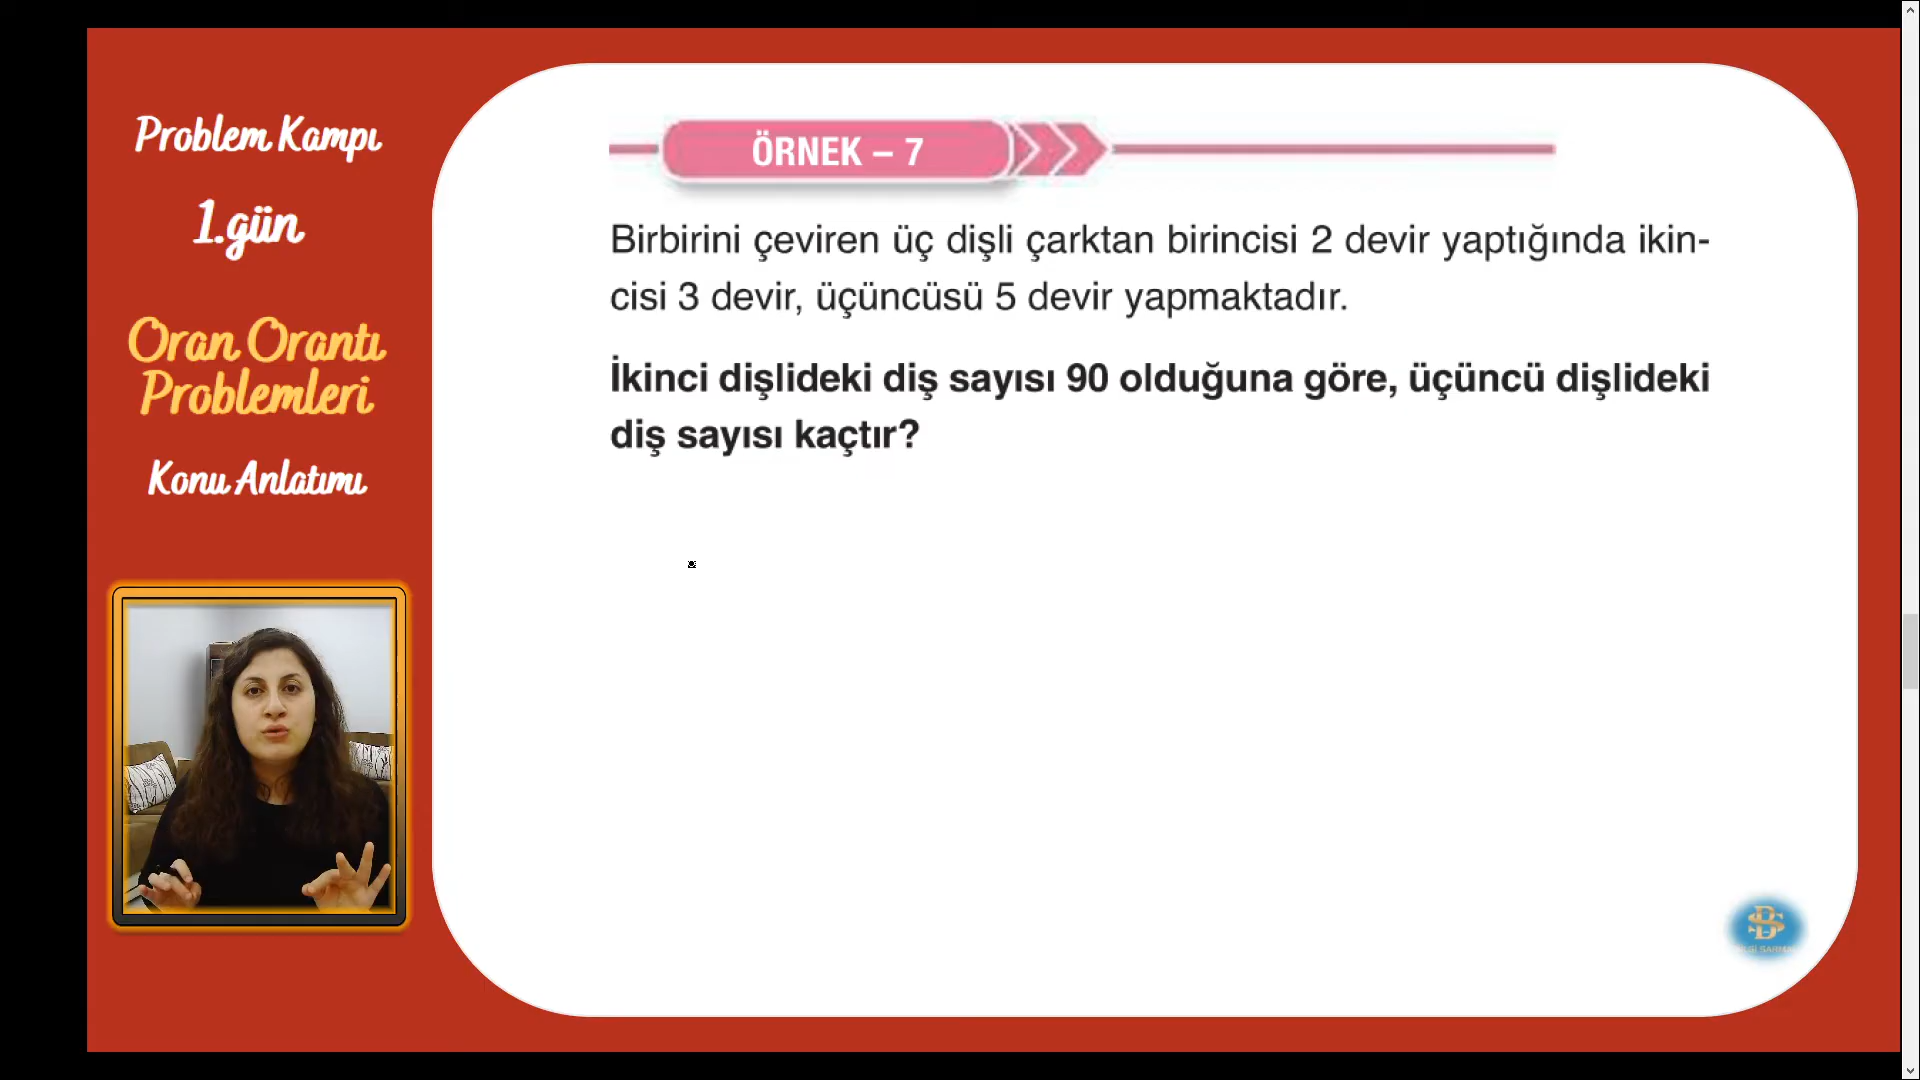 Problem Kampı
1.gün
Oran Orantı
Problemleri
Konu Anlatımı
ÖRNEK – 7
Birbirini çeviren üç dişli çarktan birincisi 2 devir yaptığında ikin-
cisi 3 devir, üçüncüsü 5 devir yapmaktadır.
İkinci dişlideki diş sayısı 90 olduğuna göre, üçüncü dişlideki
diş sayısı kaçtır?